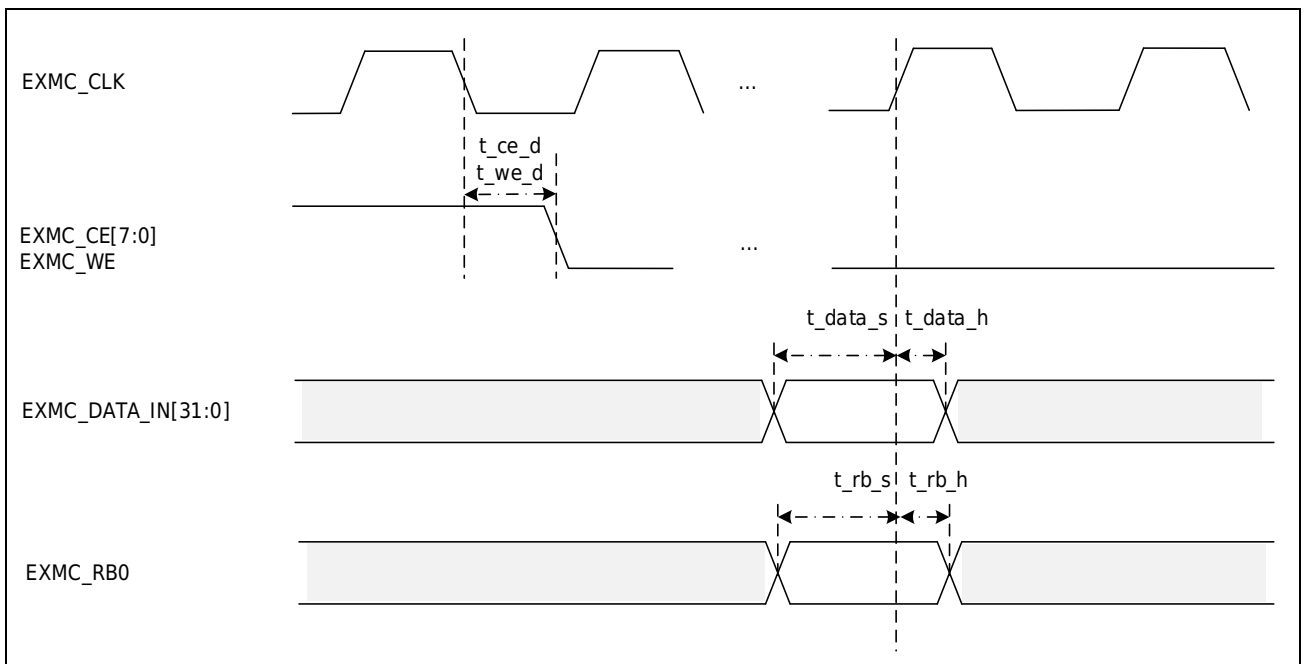 EXMC_CLK
...
t_ce_d
t_we_d
EXMC_CE[7:0]
EXMC_WE
...
t_data_s
t_data_h
EXMC_DATA_IN[31:0]
t_rb_s
t_rb_h
EXMC_RB0